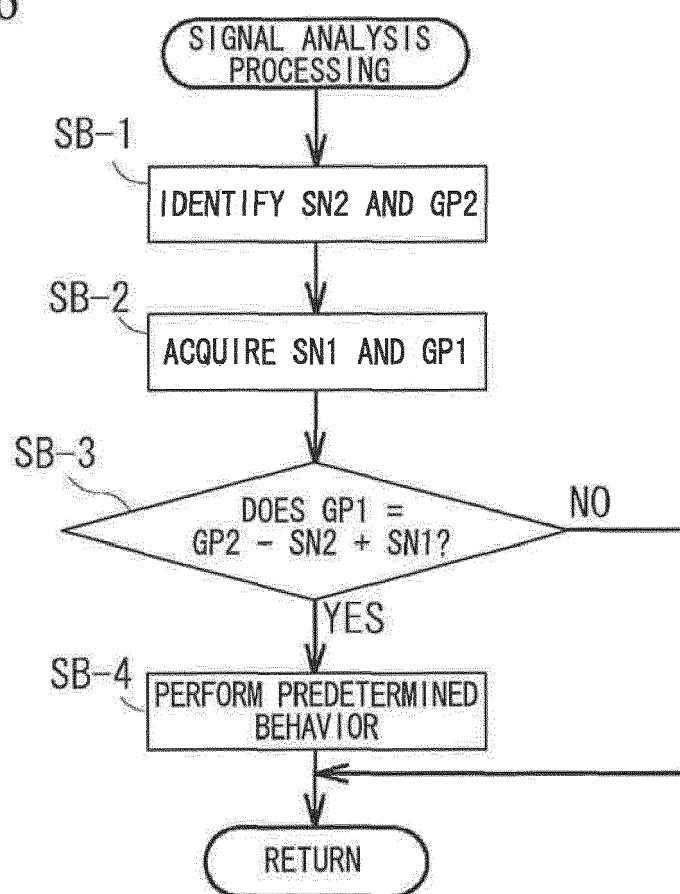 SIGNAL ANALYSIS
PROCESSING
SB-1
IDENTIFY SN2 AND GP2
SB-2
ACQUIRE SN1 AND GP1
SB-3
DOES GP1 =
GP2 - SN2 + SN1?
NO
YES
SB-4
PERFORM PREDETERMINED
BEHAVIOR
RETURN